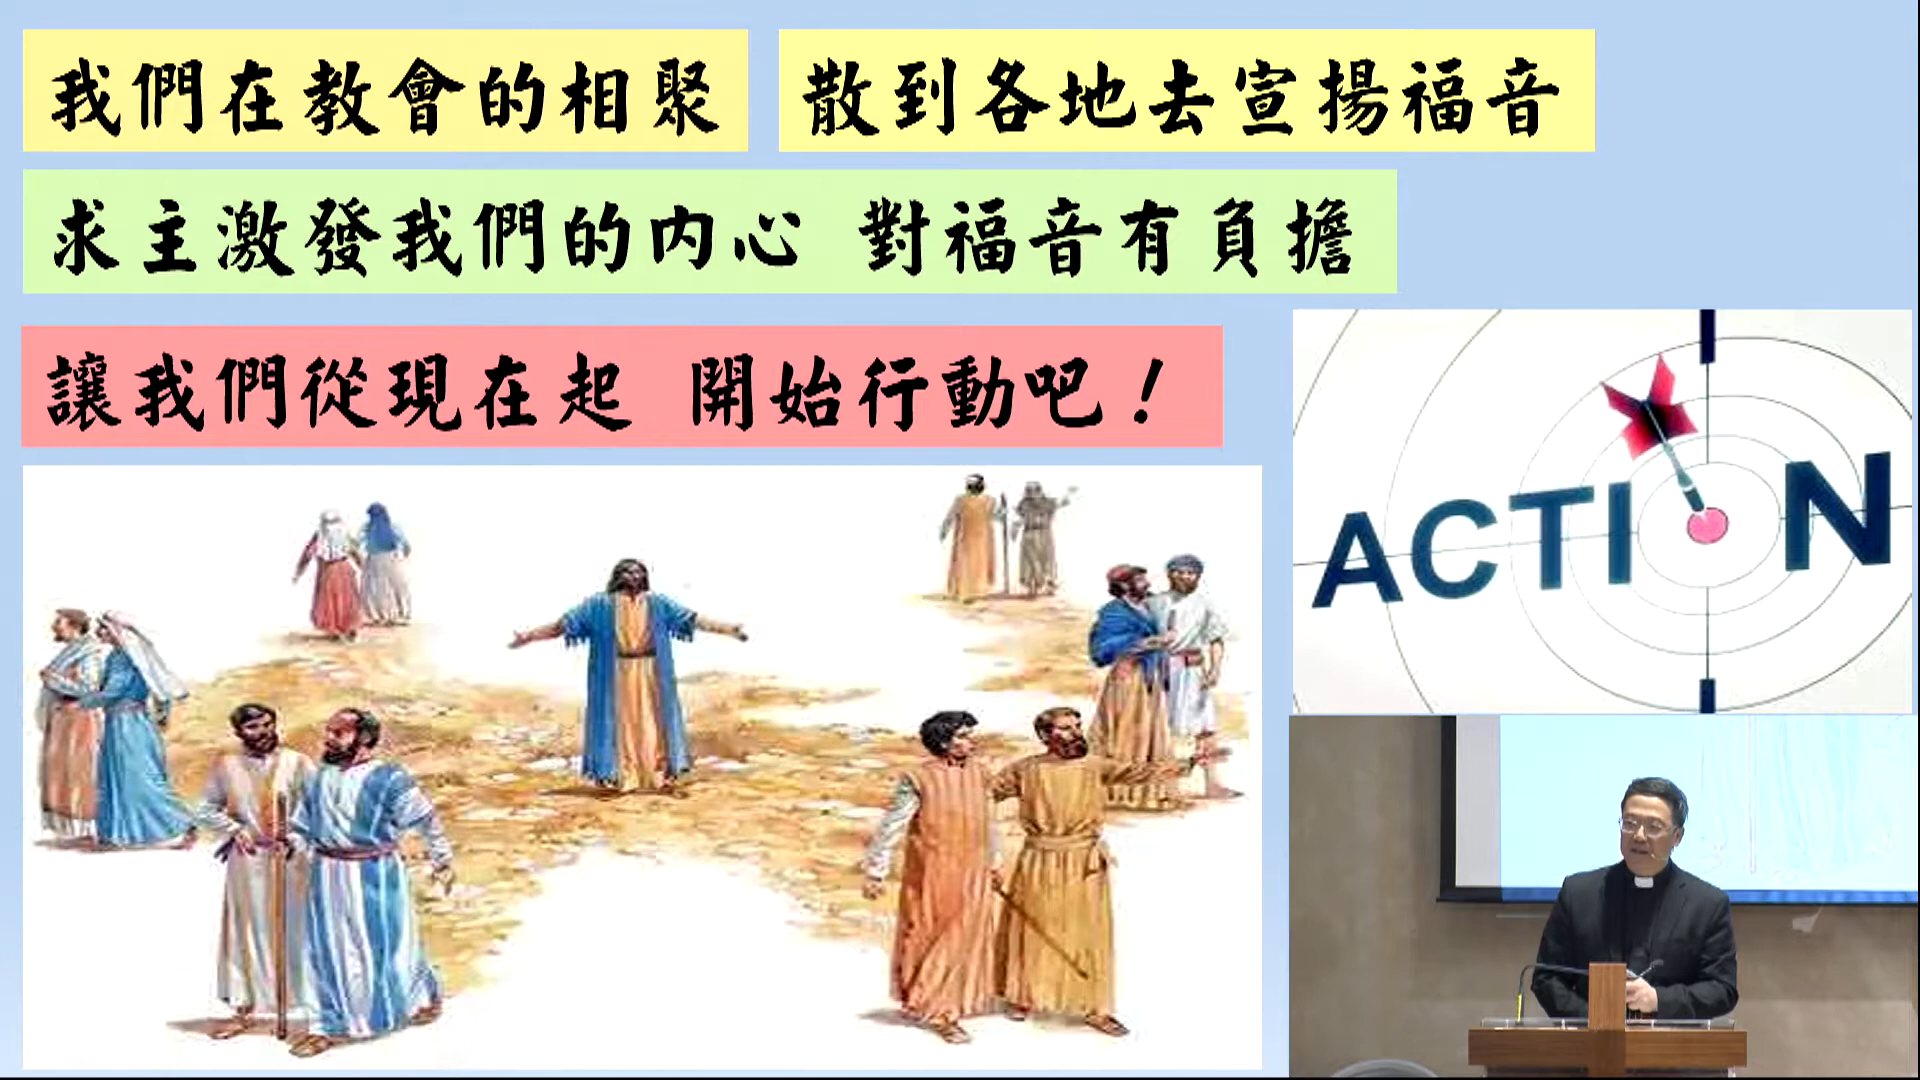 我們在教會的相聚 散到各地去宣揚福音
求主激發我們的内心 對福音有負擔
讓我們從現在起 開始行動吧！
ACTION